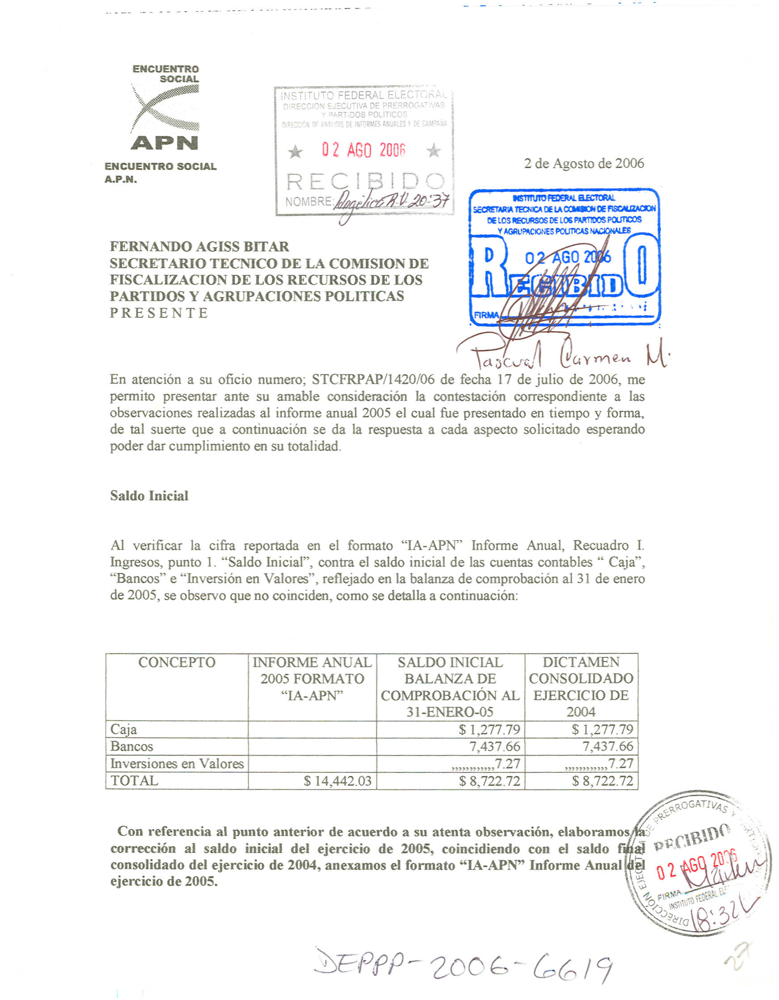 ENCUENTRO
SOCIAL
APN
ENCUENTRO SOCIAL
A.P.N.
INSTITUTO FEDERAL ELECTORAL
DIRECCION EJECUTIVA DE PRERROGATIVAS
Y PARTIDOS POLÍTICOS
DIRECCIÓN DE ANALISIS DE INFORMES ANUALES Y DE CAMPAÑA
02 AGO 2006
RECIBIDO
NOMBRE: Angélica R.V. 20:37
2 de Agosto de 2006
INSTITUTO FEDERAL ELECTORAL
SECRETARIA TECNICA DE LA COMISION DE FISCALIZACION
DE LOS RECURSOS DE LOS PARTIDOS POLITICOS
Y AGRUPACIONES POLITICAS NACIONALES
02 AGO 2006
RECIBIDO
FIRMA
Pascual Carmen M.
FERNANDO AGISS BITAR
SECRETARIO TECNICO DE LA COMISION DE
FISCALIZACION DE LOS RECURSOS DE LOS
PARTIDOS Y AGRUPACIONES POLITICAS
P R E S E N T E
En atención a su oficio numero; STCFRPAP/1420/06 de fecha 17 de julio de 2006, me
permito presentar ante su amable consideración la contestación correspondiente a las
observaciones realizadas al informe anual 2005 el cual fue presentado en tiempo y forma,
de tal suerte que a continuación se da la respuesta a cada aspecto solicitado esperando
poder dar cumplimiento en su totalidad.
Saldo Inicial
Al verificar la cifra reportada en el formato “IA-APN” Informe Anual, Recuadro I.
Ingresos, punto 1. “Saldo Inicial”, contra el saldo inicial de las cuentas contables “ Caja”,
“Bancos” e “Inversión en Valores”, reflejado en la balanza de comprobación al 31 de enero
de 2005, se observo que no coinciden, como se detalla a continuación:
CONCEPTO INFORME ANUAL 2005 FORMATO “IA-APN” SALDO INICIAL BALANZA DE COMPROBACIÓN AL 31-ENERO-05 DICTAMEN CONSOLIDADO EJERCICIO DE 2004
Caja $ 1,277.79 $ 1,277.79
Bancos 7,437.66 7,437.66
Inversiones en Valores ,,,,,,,,,,,,,7.27 ,,,,,,,,,,,,,7.27
TOTAL $ 14,442.03 $ 8,722.72 $ 8,722.72
Con referencia al punto anterior de acuerdo a su atenta observación, elaboramos la
corrección al saldo inicial del ejercicio de 2005, coincidiendo con el saldo final
consolidado del ejercicio de 2004, anexamos el formato “IA-APN” Informe Anual del
ejercicio de 2005.
DIRECCIÓN EJECUTIVA DE PRERROGATIVAS Y
RECIBIDO
02 AGO 2006
FIRMA
INSTITUTO FEDERAL
18:32
DEPPP-2006-6619
27